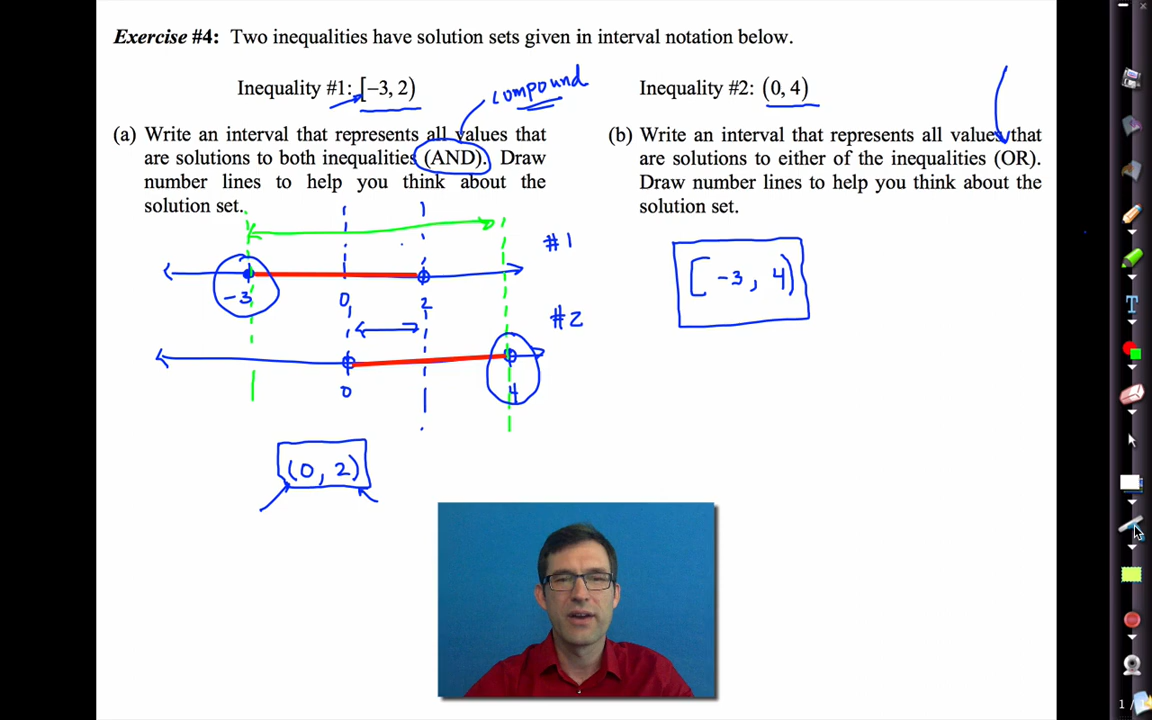 Exercise #4: Two inequalities have solution sets given in interval notation below.
Inequality #1: [−3, 2)
compound
Inequality #2: (0, 4)
(a) Write an interval that represents all values that
are solutions to both inequalities (AND). Draw
number lines to help you think about the
solution set.
(b) Write an interval that represents all values that
are solutions to either of the inequalities (OR).
Draw number lines to help you think about the
solution set.
#1
-3 0 2
[-3, 4)
#2
0 4
(0, 2)
T
1 /